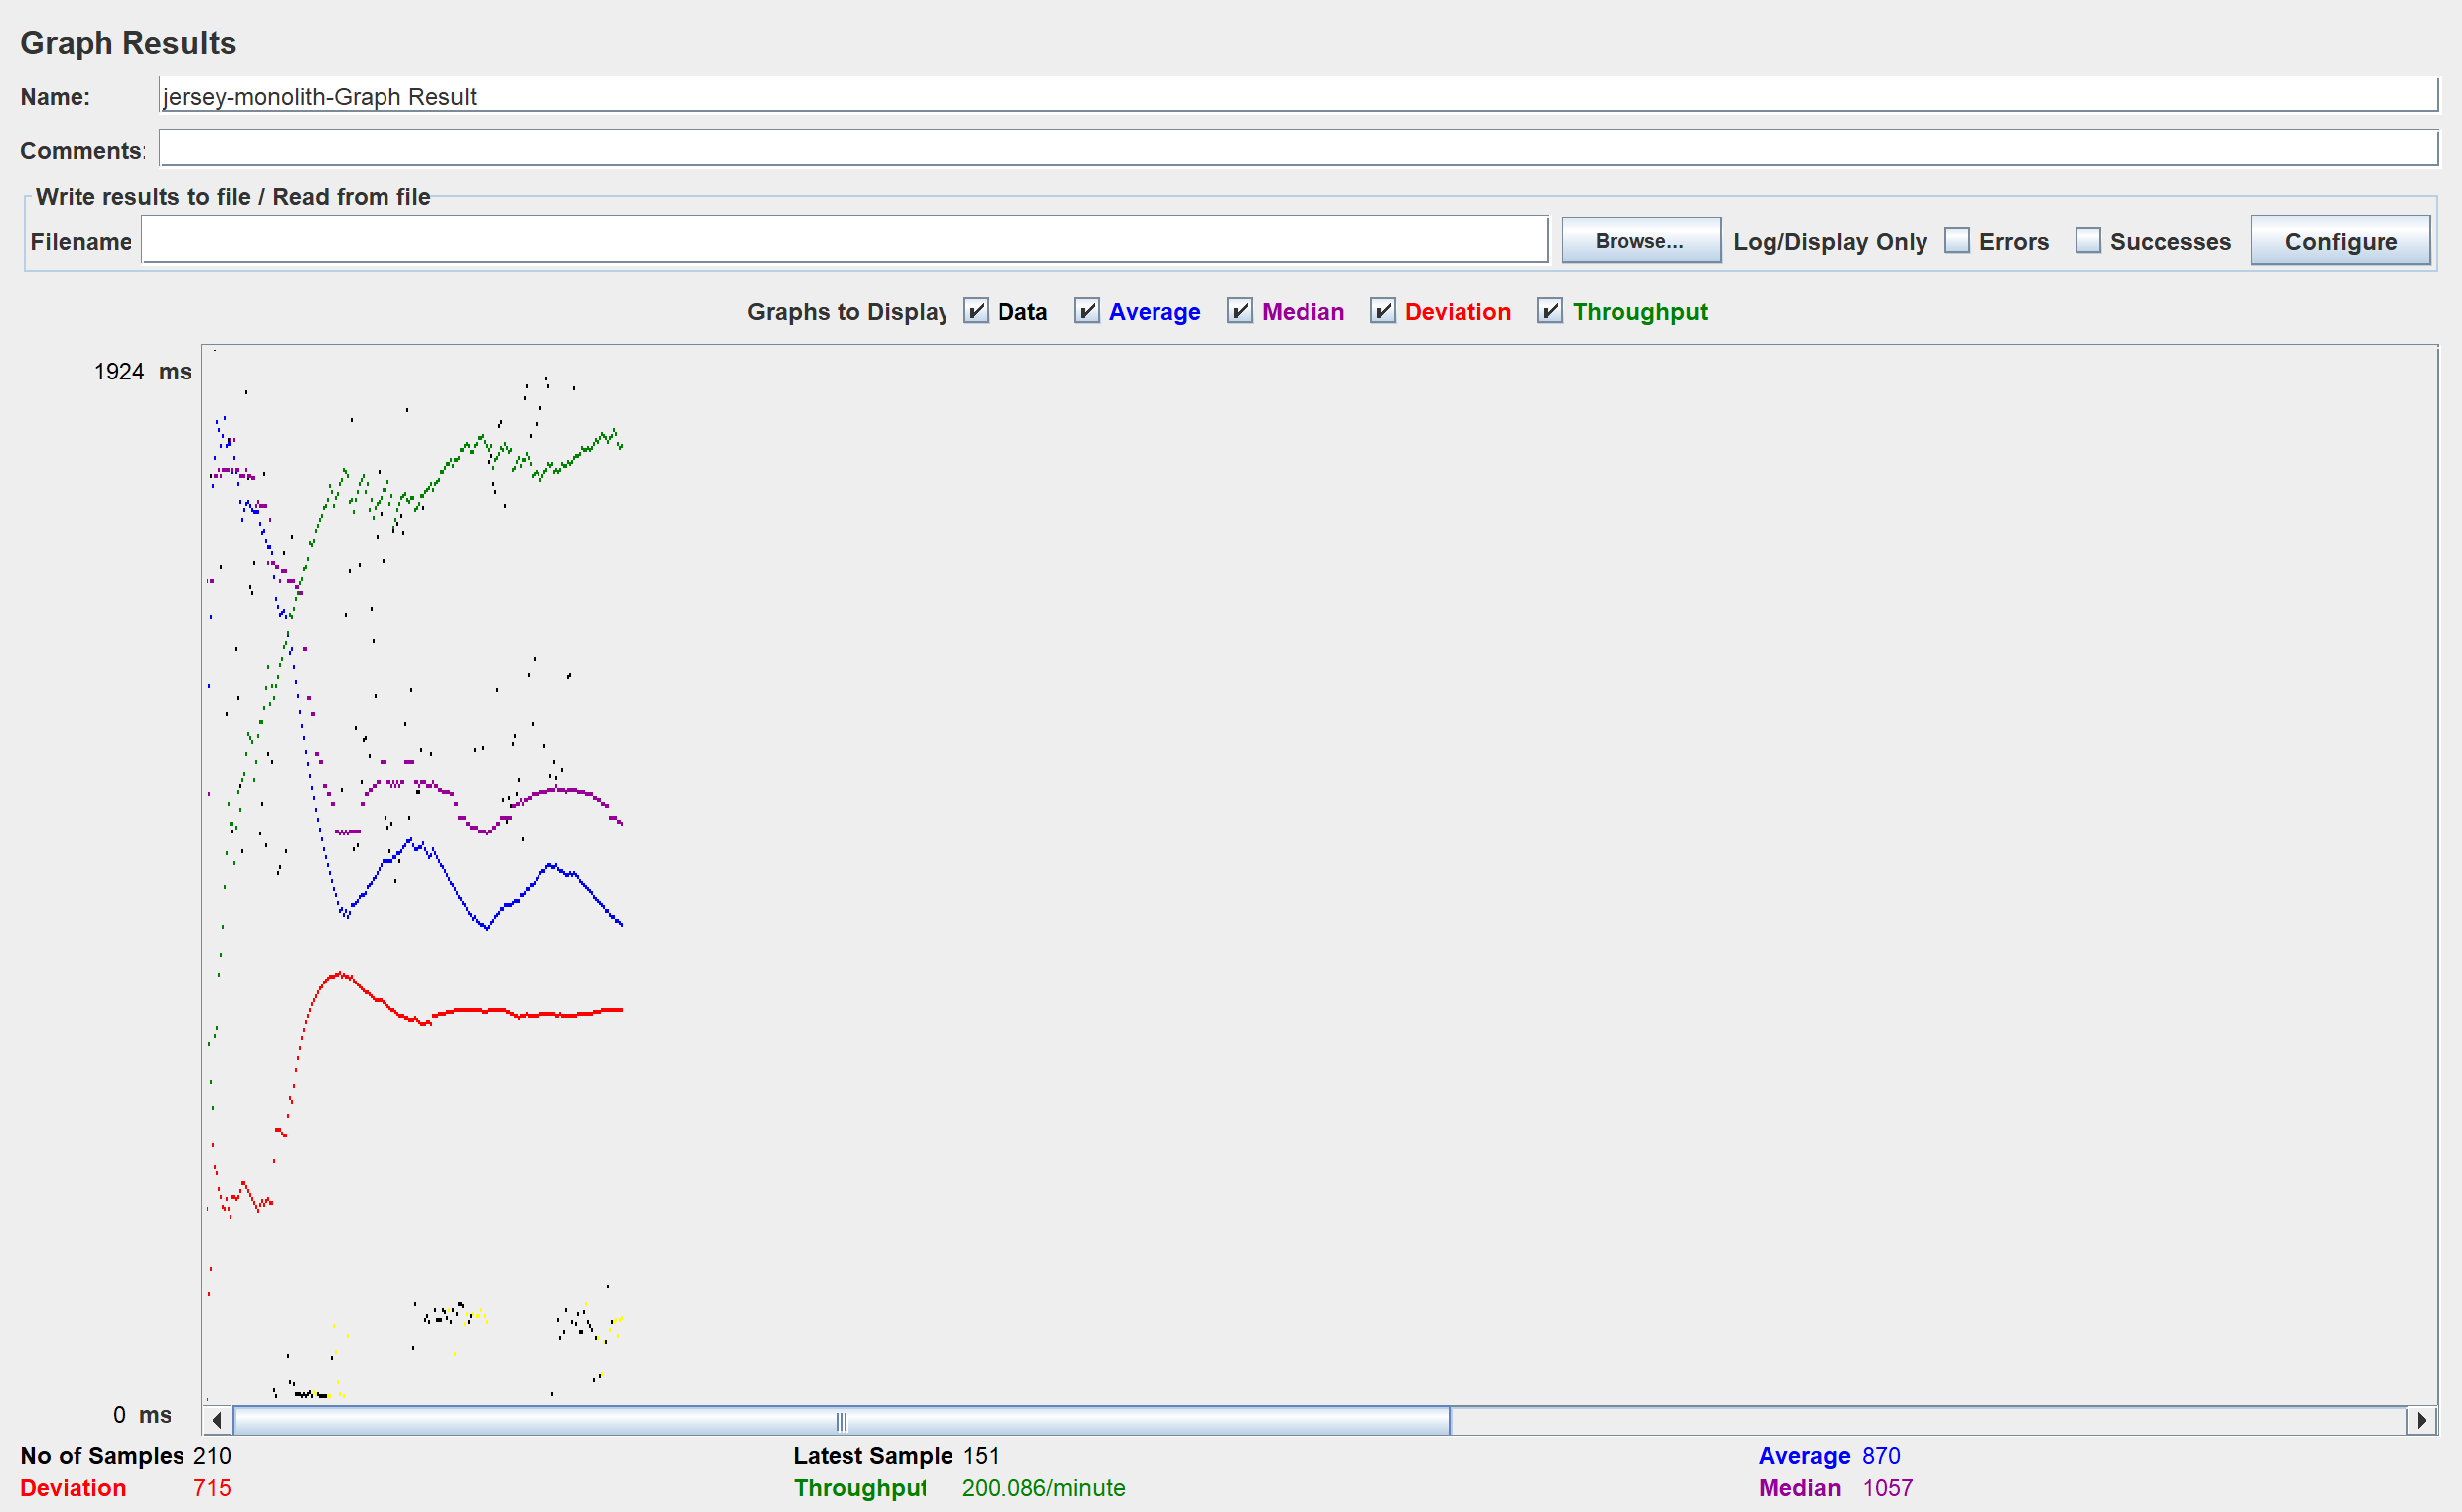 Graph Results
Name: jersey-monolith-Graph Result
Comments:
Write results to file / Read from file
Filename Browse... Log/Display Only Errors Successes Configure
Graphs to Display Data Average Median Deviation Throughput
1924 ms
0 ms
No of Samples 210 Latest Sample 151 Average 870
Deviation 715 Throughput 200.086/minute Median 1057